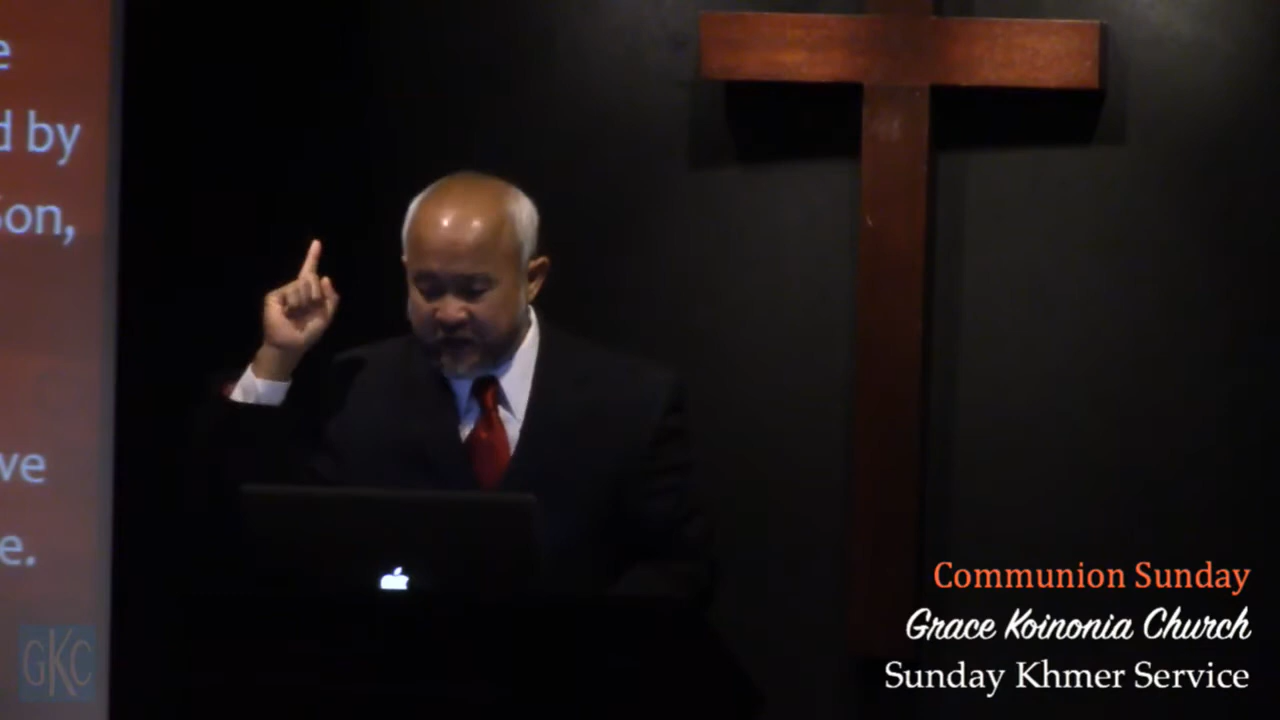 e
d by
Son,
ve
e.
GKC
Communion Sunday
Grace Koinonia Church
Sunday Khmer Service